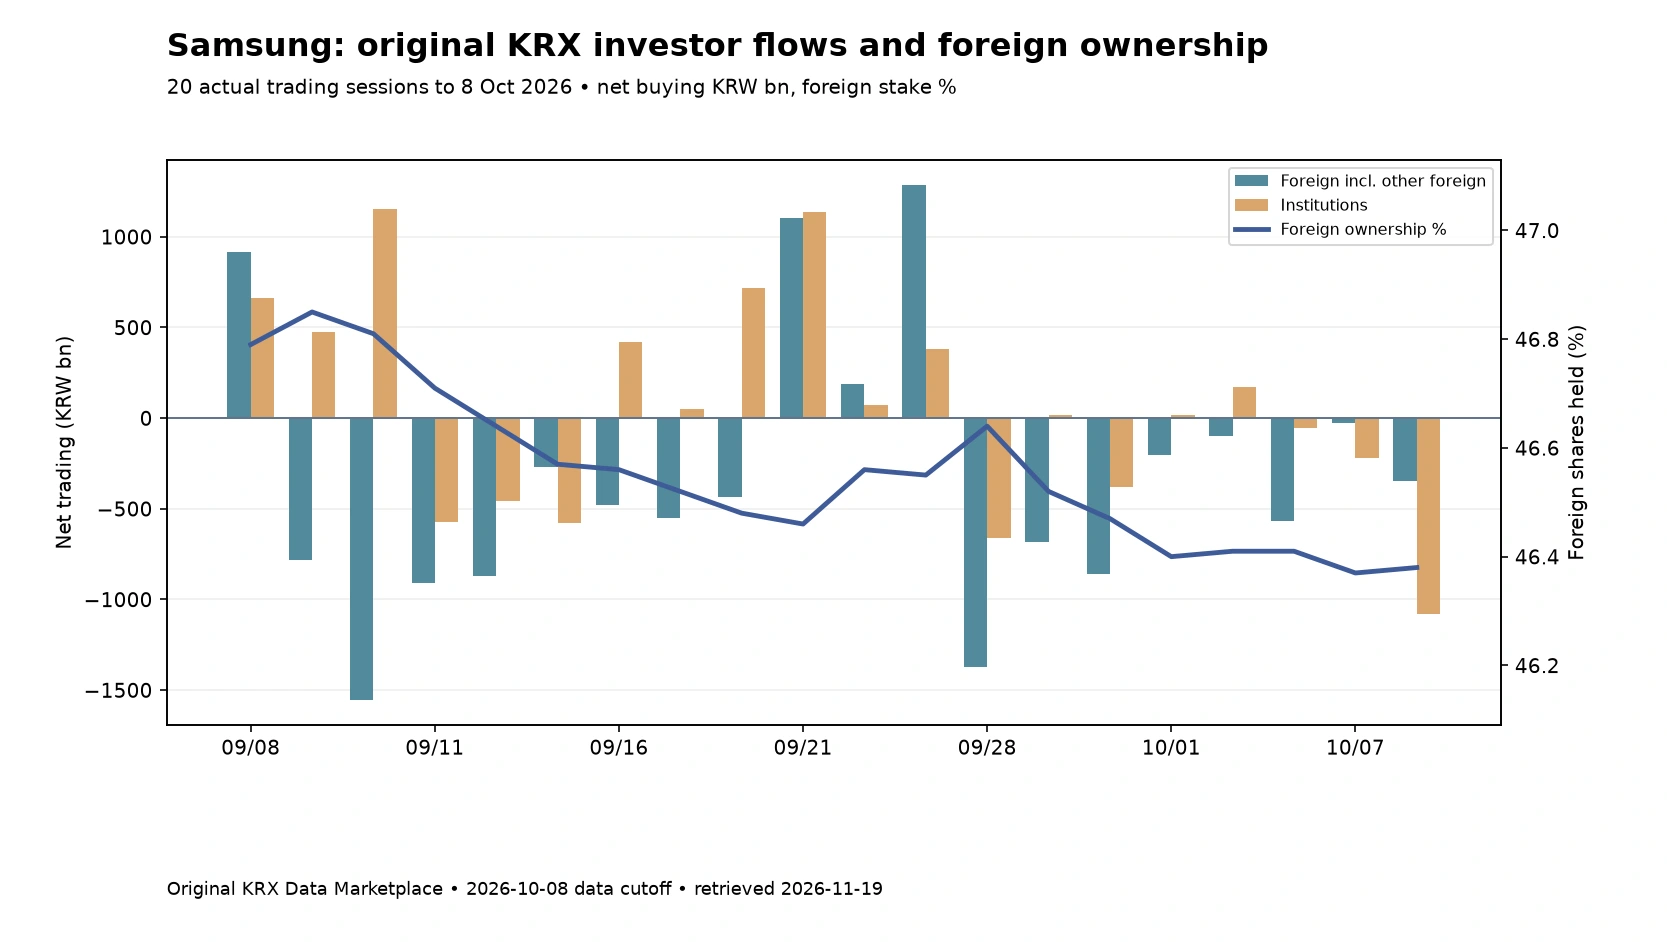 Samsung: original KRX investor flows and foreign ownership
20 actual trading sessions to 8 Oct 2026 • net buying KRW bn, foreign stake %
Foreign incl. other foreign
Institutions
Foreign ownership %
Net trading (KRW bn)
1000
500
0
−500
−1000
−1500
47.0
46.8
46.6
46.4
46.2
Foreign shares held (%)
09/08 09/11 09/16 09/21 09/28 10/01 10/07
Original KRX Data Marketplace • 2026-10-08 data cutoff • retrieved 2026-11-19